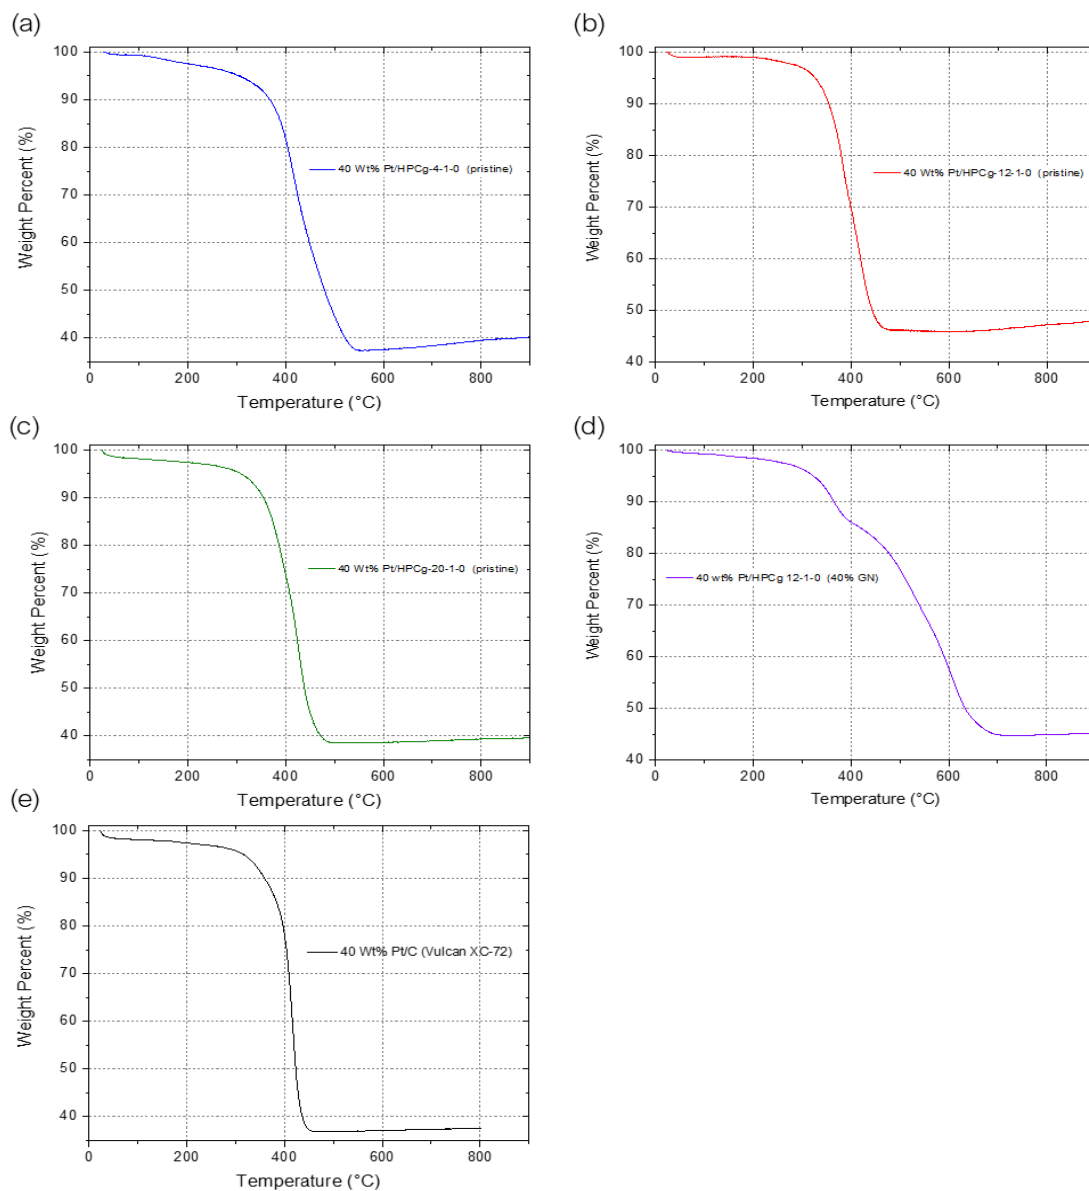 (a)
100
90
80
70
60
50
40
0 200 400 600 800
Weight Percent (%)
Temperature (°C)
40 Wt% Pt/HPCg-4-1-0 (pristine)
(b)
100
90
80
70
60
50
40
0 200 400 600 800
Weight Percent (%)
Temperature (°C)
40 Wt% Pt/HPCg-12-1-0 (pristine)
(c)
100
90
80
70
60
50
40
0 200 400 600 800
Weight Percent (%)
Temperature (°C)
40 Wt% Pt/HPCg-20-1-0 (pristine)
(d)
100
90
80
70
60
50
40
0 200 400 600 800
Weight Percent (%)
Temperature (°C)
40 wt% Pt/HPCg 12-1-0 (40% GN)
(e)
100
90
80
70
60
50
40
0 200 400 600 800
Weight Percent (%)
Temperature (°C)
40 Wt% Pt/C (Vulcan XC-72)